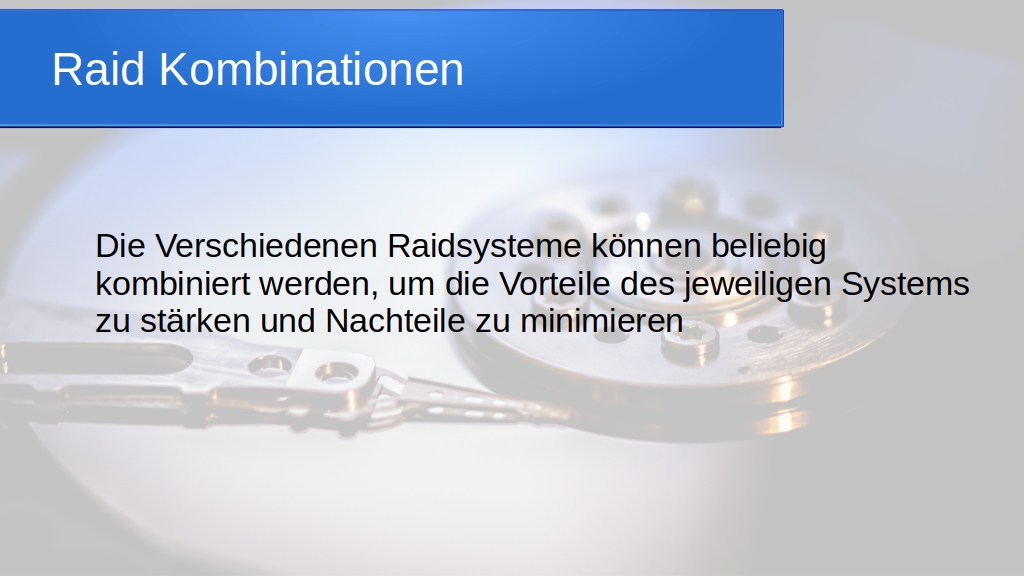 Raid Kombinationen
Die Verschiedenen Raidsysteme können beliebig
kombiniert werden, um die Vorteile des jeweiligen Systems
zu stärken und Nachteile zu minimieren